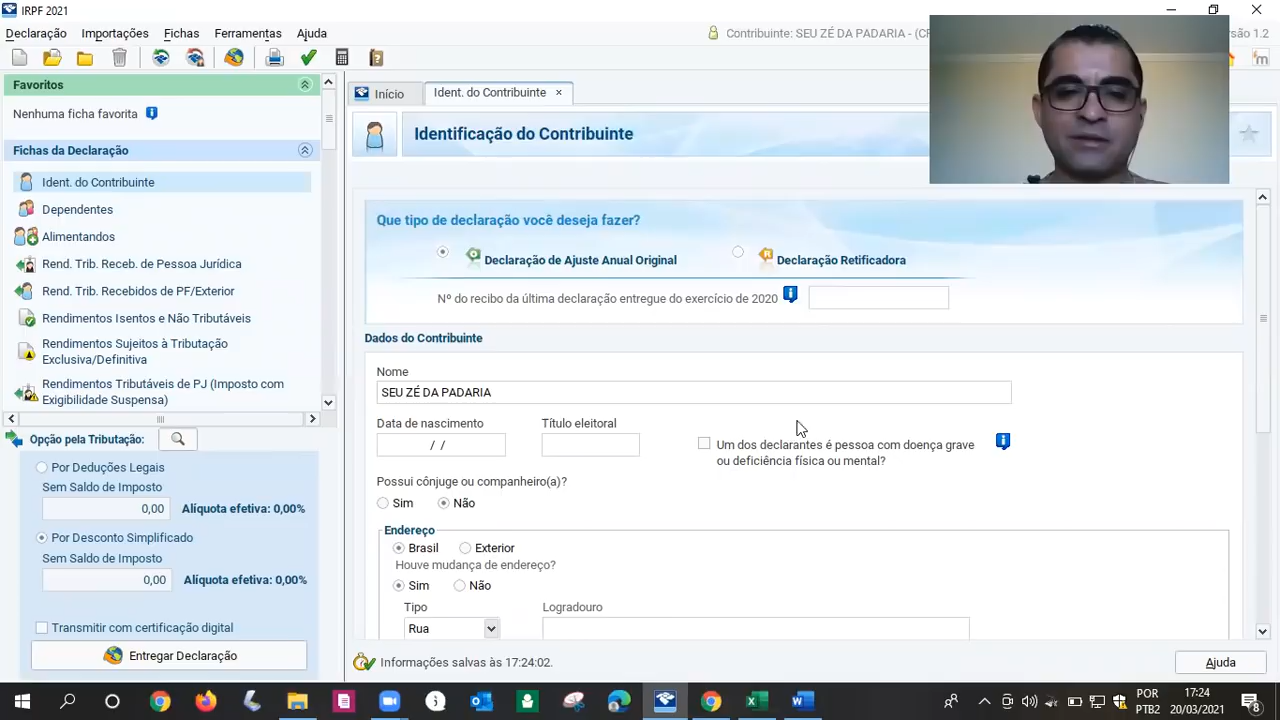 IRPF 2021
Declaração Importações Fichas Ferramentas Ajuda
Contribuinte: SEU ZÉ DA PADARIA - (C
são 1.2
Favoritos
Nenhuma ficha favorita
Fichas da Declaração
Ident. do Contribuinte
Dependentes
Alimentandos
Rend. Trib. Receb. de Pessoa Jurídica
Rend. Trib. Recebidos de PF/Exterior
Rendimentos Isentos e Não Tributáveis
Rendimentos Sujeitos à Tributação
Exclusiva/Definitiva
Rendimentos Tributáveis de PJ (Imposto com
Exigibilidade Suspensa)
Opção pela Tributação:
Por Deduções Legais
Sem Saldo de Imposto
0,00 Alíquota efetiva: 0,00%
Por Desconto Simplificado
Sem Saldo de Imposto
0,00 Alíquota efetiva: 0,00%
Transmitir com certificação digital
Entregar Declaração
Início Ident. do Contribuinte ×
Identificação do Contribuinte
Que tipo de declaração você deseja fazer?
Declaração de Ajuste Anual Original Declaração Retificadora
Nº do recibo da última declaração entregue do exercício de 2020
Dados do Contribuinte
Nome
SEU ZÉ DA PADARIA
Data de nascimento Título eleitoral
/ /
Um dos declarantes é pessoa com doença grave
ou deficiência física ou mental?
Possui cônjuge ou companheiro(a)?
Sim Não
Endereço
Brasil Exterior
Houve mudança de endereço?
Sim Não
Tipo Logradouro
Rua
Informações salvas às 17:24:02.
Ajuda
POR
PTB2
17:24
20/03/2021
8